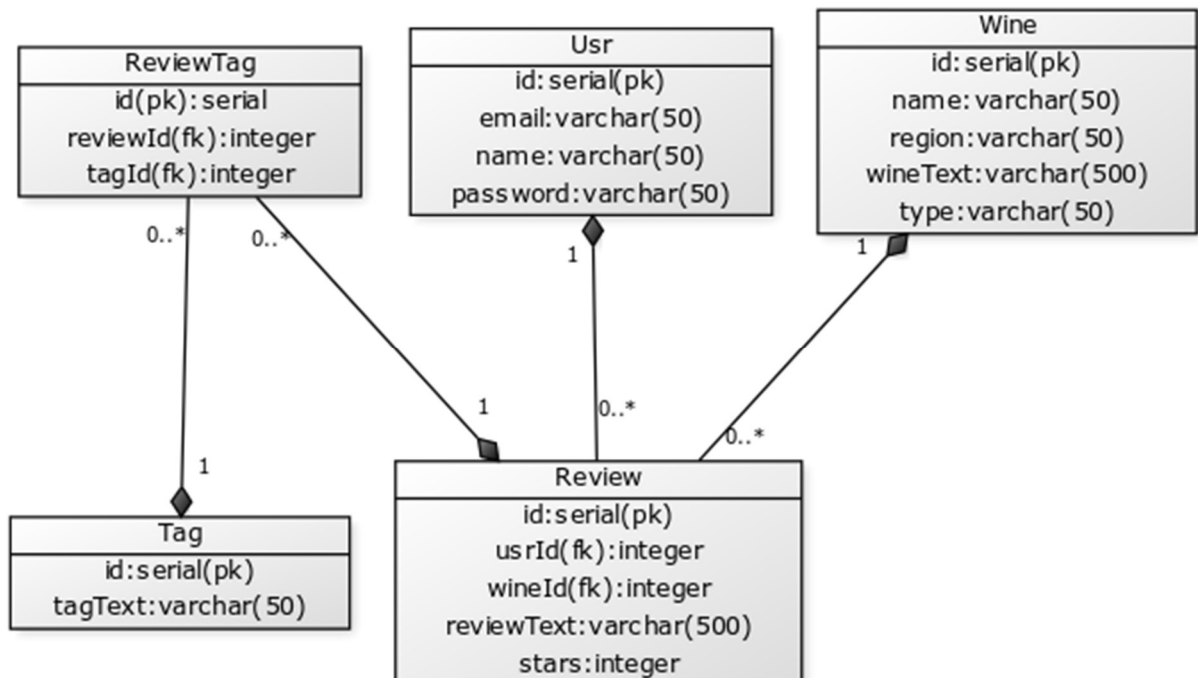 ReviewTag
id(pk):serial
reviewId(fk):integer
tagId(fk):integer
Usr
id:serial(pk)
email:varchar(50)
name:varchar(50)
password:varchar(50)
Wine
id:serial(pk)
name:varchar(50)
region:varchar(50)
wineText:varchar(500)
type:varchar(50)
0..*
0..*
1
1
1
0..*
0..*
1
Tag
id:serial(pk)
tagText:varchar(50)
Review
id:serial(pk)
usrId(fk):integer
wineId(fk):integer
reviewText:varchar(500)
stars:integer